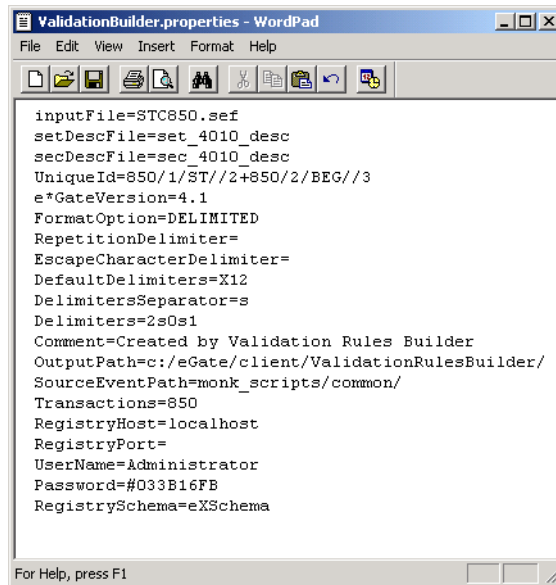 ValidationBuilder.properties - WordPad
File Edit View Insert Format Help
inputFile=STC850.sef
setDescFile=set_4010_desc
secDescFile=sec_4010_desc
UniqueId=850/1/ST//2+850/2/BEG//3
e*GateVersion=4.1
FormatOption=DELIMITED
RepetitionDelimiter=
EscapeCharacterDelimiter=
DefaultDelimiters=X12
DelimitersSeparator=s
Delimiters=2s0s1
Comment=Created by Validation Rules Builder
OutputPath=c:/eGate/client/ValidationRulesBuilder/
SourceEventPath=monk_scripts/common/
Transactions=850
RegistryHost=localhost
RegistryPort=
UserName=Administrator
Password=#033B16FB
RegistrySchema=eXSchema
For Help, press F1